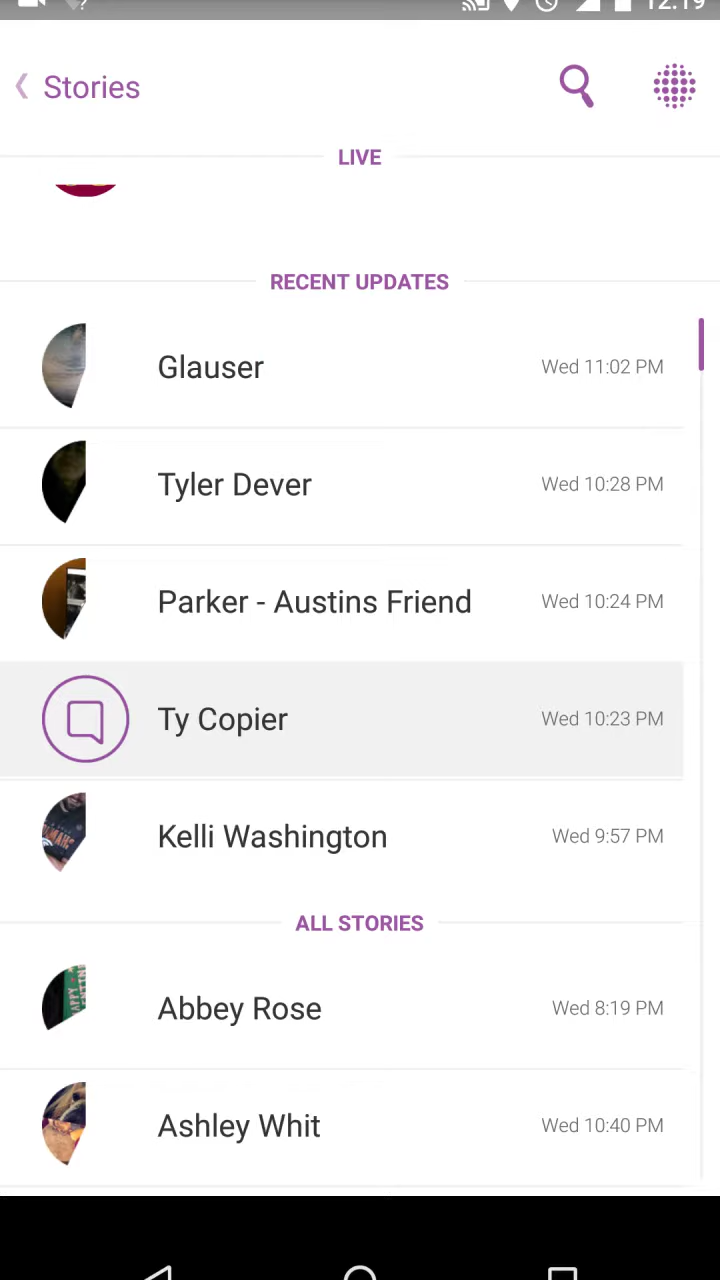 12:19
Stories
LIVE
RECENT UPDATES
Glauser
Wed 11:02 PM
Tyler Dever
Wed 10:28 PM
Parker - Austins Friend
Wed 10:24 PM
Ty Copier
Wed 10:23 PM
Kelli Washington
Wed 9:57 PM
ALL STORIES
Abbey Rose
Wed 8:19 PM
Ashley Whit
Wed 10:40 PM